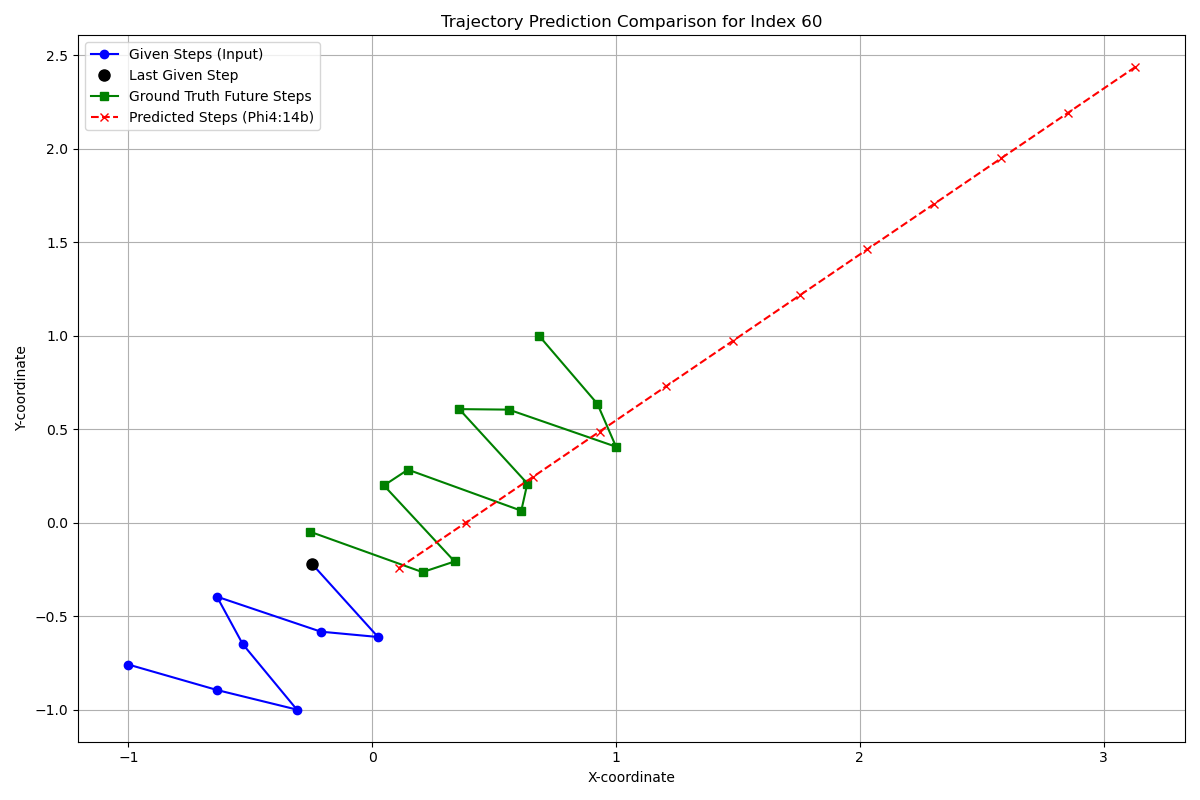 Trajectory Prediction Comparison for Index 60
Given Steps (Input)
Last Given Step
Ground Truth Future Steps
Predicted Steps (Phi4:14b)
2.5
2.0
1.5
1.0
0.5
0.0
−0.5
−1.0
Y-coordinate
−1
0
1
2
3
X-coordinate